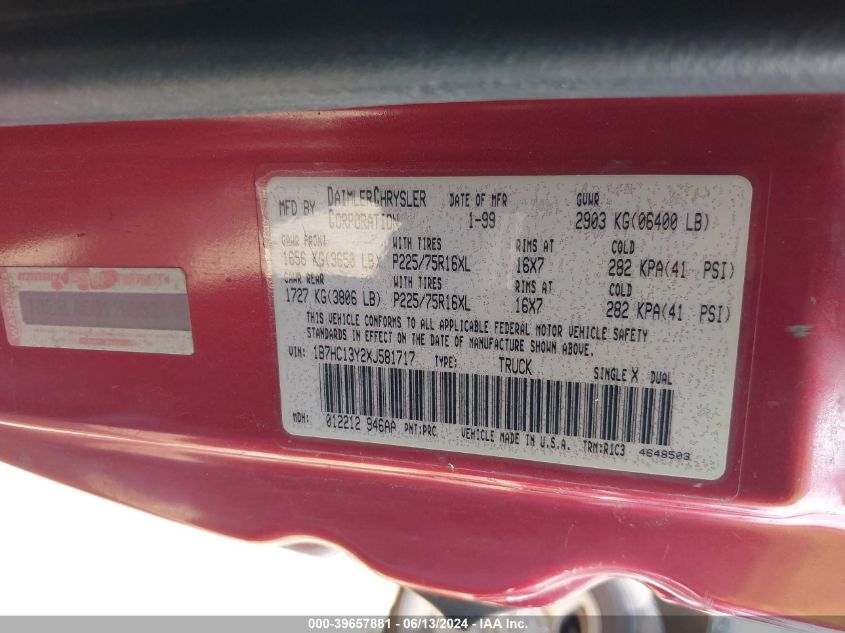 MFD BY DAIMLERCHRYSLER CORPORATION DATE OF MFR 1-99 GVWR 2903 KG(06400 LB)
GAWR FRONT WITH TIRES RIMS AT COLD
1656 KG(3650 LB) P225/75R16XL 16X7 282 KPA(41 PSI)
GAWR REAR WITH TIRES RIMS AT COLD
1727 KG(3806 LB) P225/75R16XL 16X7 282 KPA(41 PSI)
THIS VEHICLE CONFORMS TO ALL APPLICABLE FEDERAL MOTOR VEHICLE SAFETY
STANDARDS IN EFFECT ON THE DATE OF MANUFACTURE SHOWN ABOVE.
VIN: 1B7HC13Y2XJ581717 TYPE: TRUCK SINGLE X DUAL
MDH: 012212 946AA PNT:PRC VEHICLE MADE IN U.S.A. TRM:R1C3 4648503
000-39657881 - 06/13/2024 - IAA Inc.